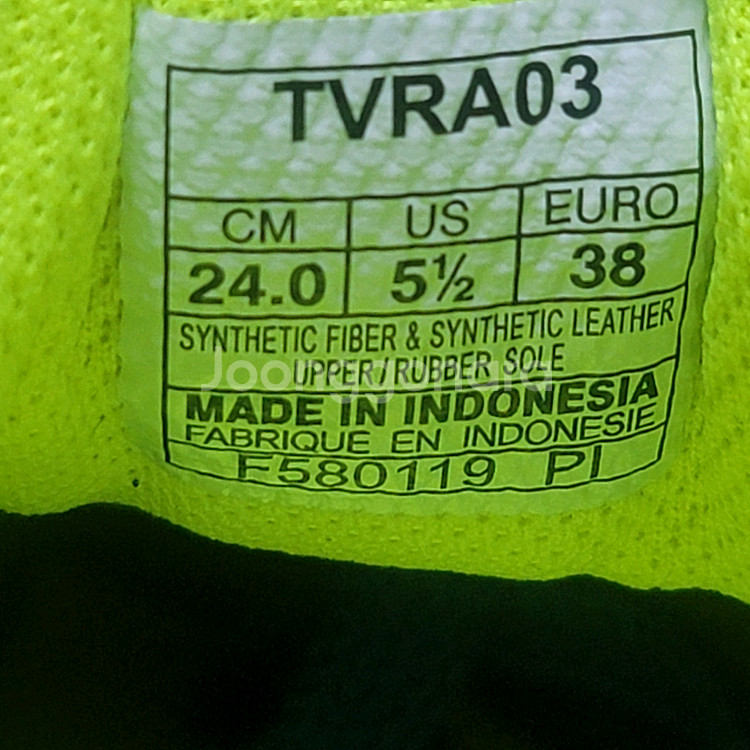 TVRA03
CM US EURO
24.0 5½ 38
SYNTHETIC FIBER & SYNTHETIC LEATHER
UPPER / RUBBER SOLE
Joonggonara
MADE IN INDONESIA
FABRIQUE EN INDONESIE
F580119 PI